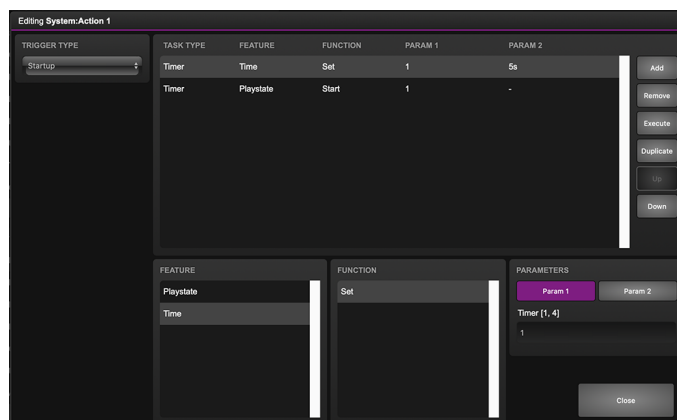 Editing System:Action 1
TRIGGER TYPE
Startup
TASK TYPE FEATURE FUNCTION PARAM 1 PARAM 2
Timer Time Set 1 5s
Timer Playstate Start 1 -
Add
Remove
Execute
Duplicate
Up
Down
FEATURE
Playstate
Time
FUNCTION
Set
PARAMETERS
Param 1 Param 2
Timer [1, 4]
1
Close